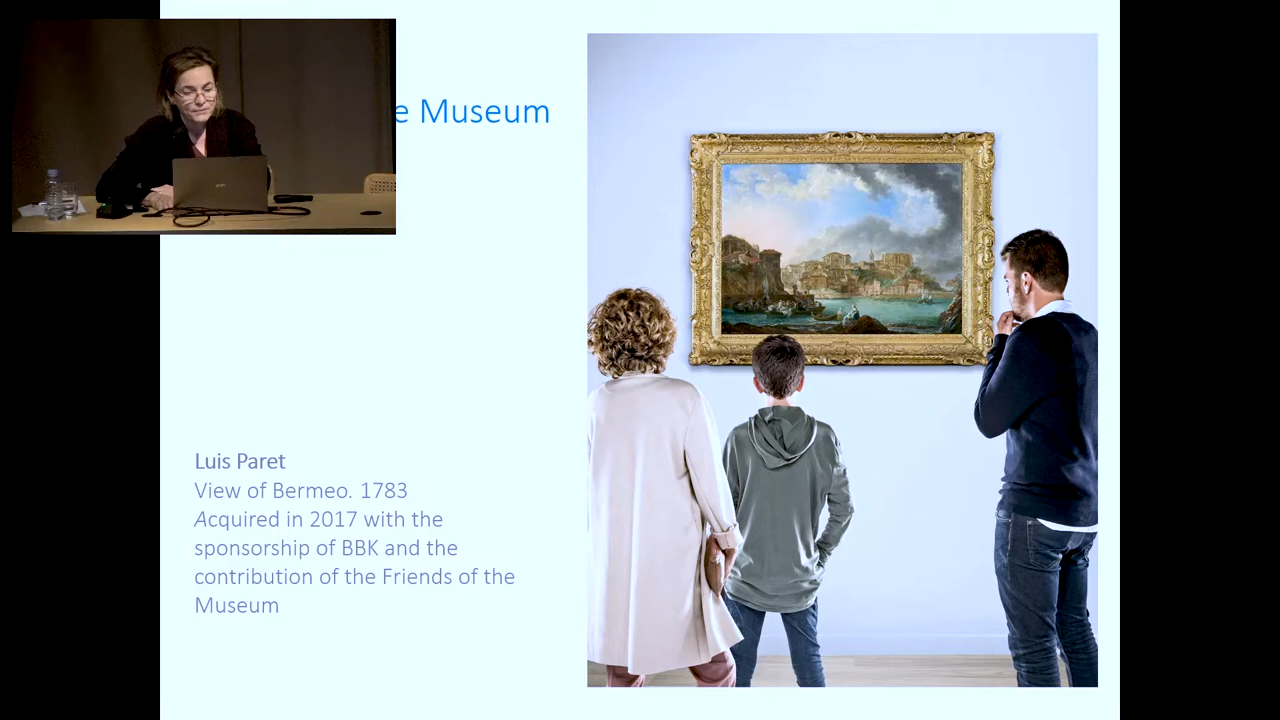 e Museum
Luis Paret
View of Bermeo. 1783
Acquired in 2017 with the
sponsorship of BBK and the
contribution of the Friends of the
Museum